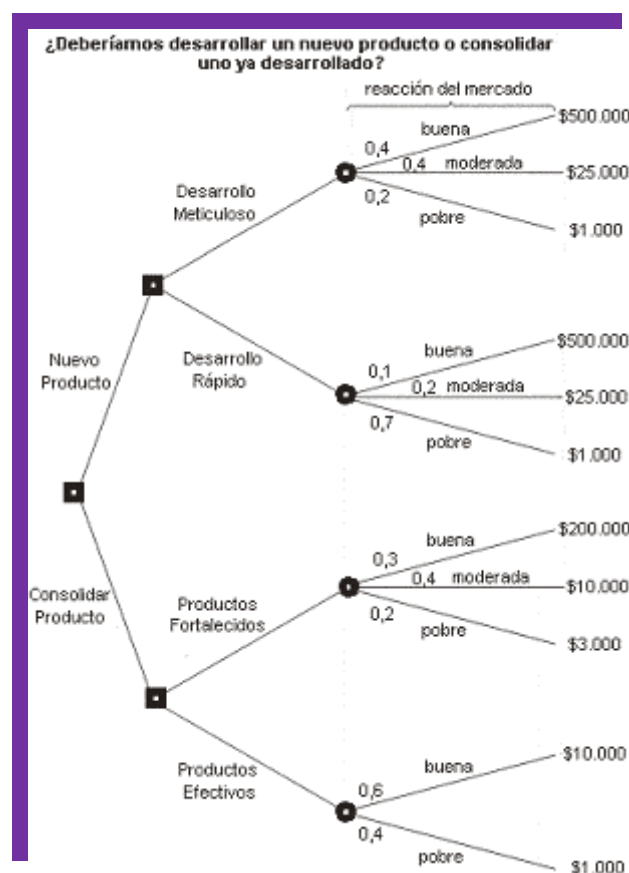 ¿Deberíamos desarrollar un nuevo producto o consolidar
uno ya desarrollado?
reacción del mercado
$500.000
buena
0,4
0,4 moderada
$25.000
0,2
pobre
$1.000
Desarrollo
Meticuloso
Nuevo
Producto
Desarrollo
Rápido
$500.000
buena
0,1
0,2 moderada
$25.000
0,7
pobre
$1.000
Consolidar
Producto
Productos
Fortalecidos
$200.000
buena
0,3
0,4 moderada
$10.000
0,2
pobre
$3.000
Productos
Efectivos
$10.000
buena
0,6
0,4
pobre
$1.000